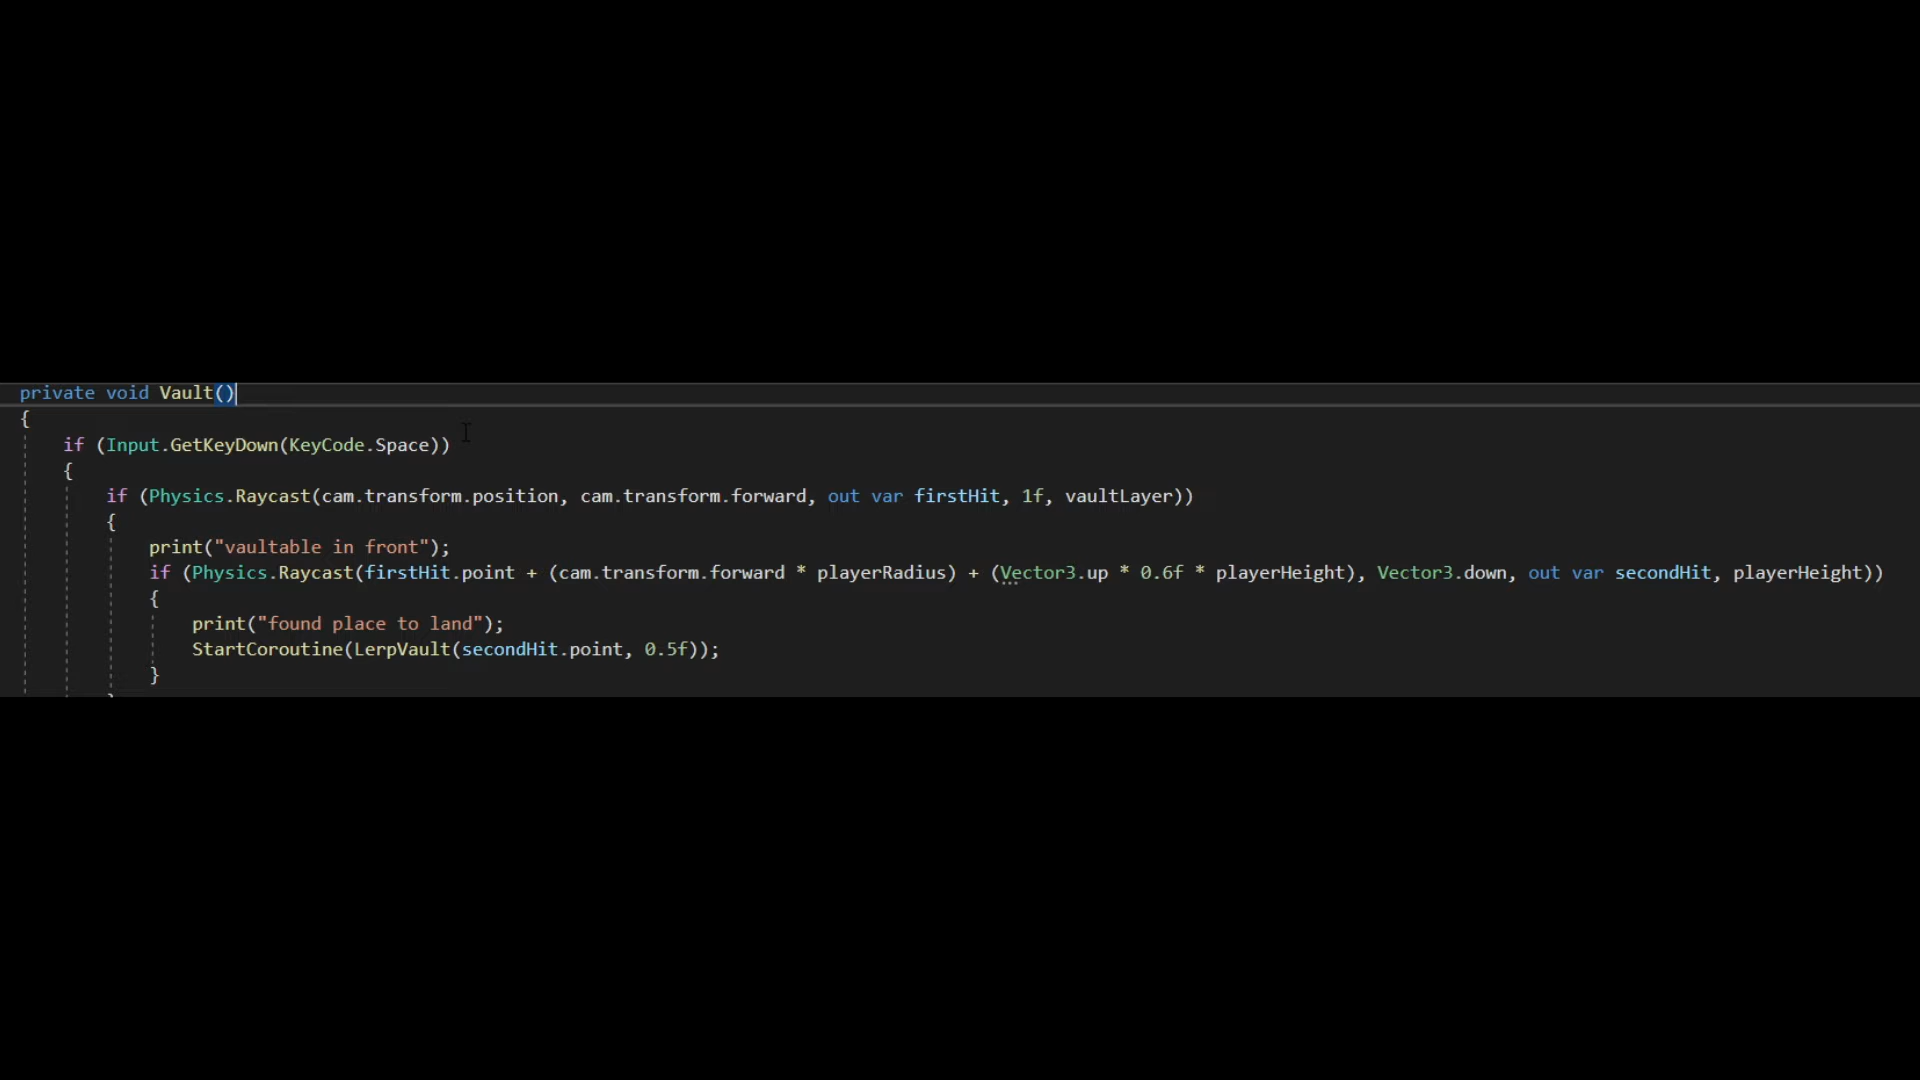 private void Vault()
{
if (Input.GetKeyDown(KeyCode.Space))
{
if (Physics.Raycast(cam.transform.position, cam.transform.forward, out var firstHit, 1f, vaultLayer))
{
print("vaultable in front");
if (Physics.Raycast(firstHit.point + (cam.transform.forward * playerRadius) + (Vector3.up * 0.6f * playerHeight), Vector3.down, out var secondHit, playerHeight))
{
print("found place to land");
StartCoroutine(LerpVault(secondHit.point, 0.5f));
}